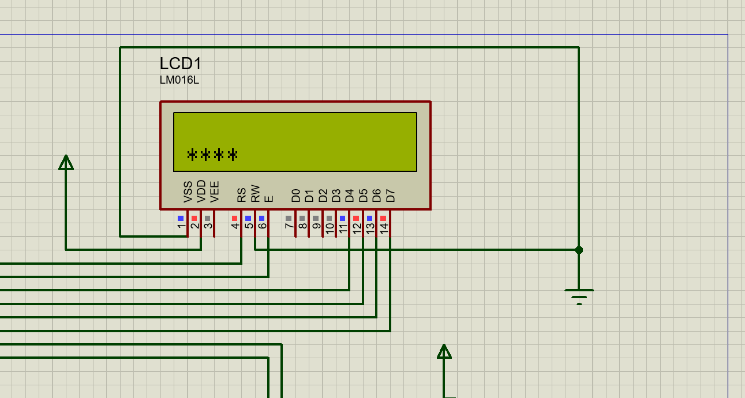 LCD1
LM016L
****
VSS VDD VEE RS RW E D0 D1 D2 D3 D4 D5 D6 D7
1 2 3 4 5 6 7 8 9 10 11 12 13 14